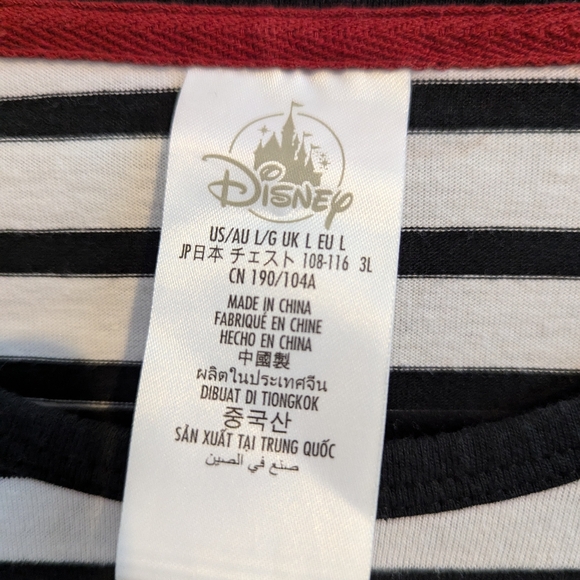 Disney
US/AU L/G UK L EU L
JP日本 チェスト 108-116 3L
CN 190/104A
MADE IN CHINA
FABRIQUÉ EN CHINE
HECHO EN CHINA
中國製
ผลิตในประเทศจีน
DIBUAT DI TIONGKOK
중국산
SẢN XUẤT TẠI TRUNG QUỐC
صنع في الصين